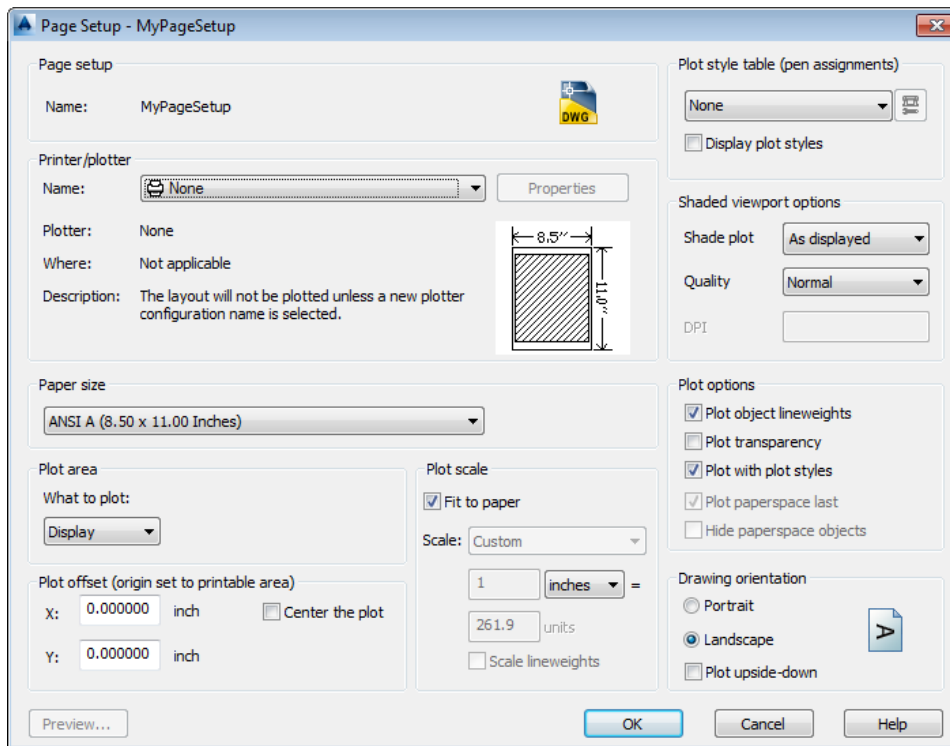 Page Setup - MyPageSetup
Page setup
Name: MyPageSetup
DWG
Printer/plotter
Name: None
Properties
Plotter: None
Where: Not applicable
Description: The layout will not be plotted unless a new plotter
configuration name is selected.
8.5"
11.0"
Paper size
ANSI A (8.50 x 11.00 Inches)
Plot area
What to plot:
Display
Plot offset (origin set to printable area)
X: 0.000000 inch
Center the plot
Y: 0.000000 inch
Plot scale
Fit to paper
Scale: Custom
1 inches =
261.9 units
Scale lineweights
Plot style table (pen assignments)
None
Display plot styles
Shaded viewport options
Shade plot As displayed
Quality Normal
DPI
Plot options
Plot object lineweights
Plot transparency
Plot with plot styles
Plot paperspace last
Hide paperspace objects
Drawing orientation
Portrait
Landscape
A
Plot upside-down
Preview...
OK
Cancel
Help